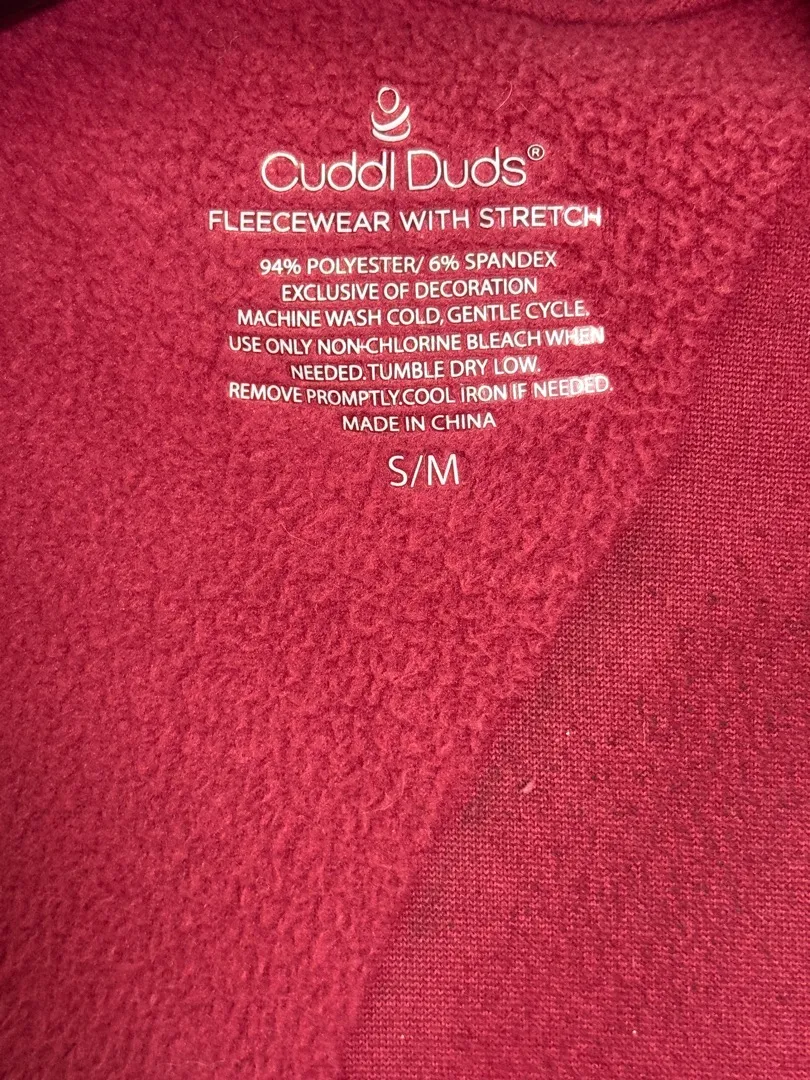 Cuddl Duds®
FLEECEWEAR WITH STRETCH
94% POLYESTER/ 6% SPANDEX
EXCLUSIVE OF DECORATION
MACHINE WASH COLD, GENTLE CYCLE.
USE ONLY NON-CHLORINE BLEACH WHEN
NEEDED.TUMBLE DRY LOW.
REMOVE PROMPTLY.COOL IRON IF NEEDED.
MADE IN CHINA
S/M